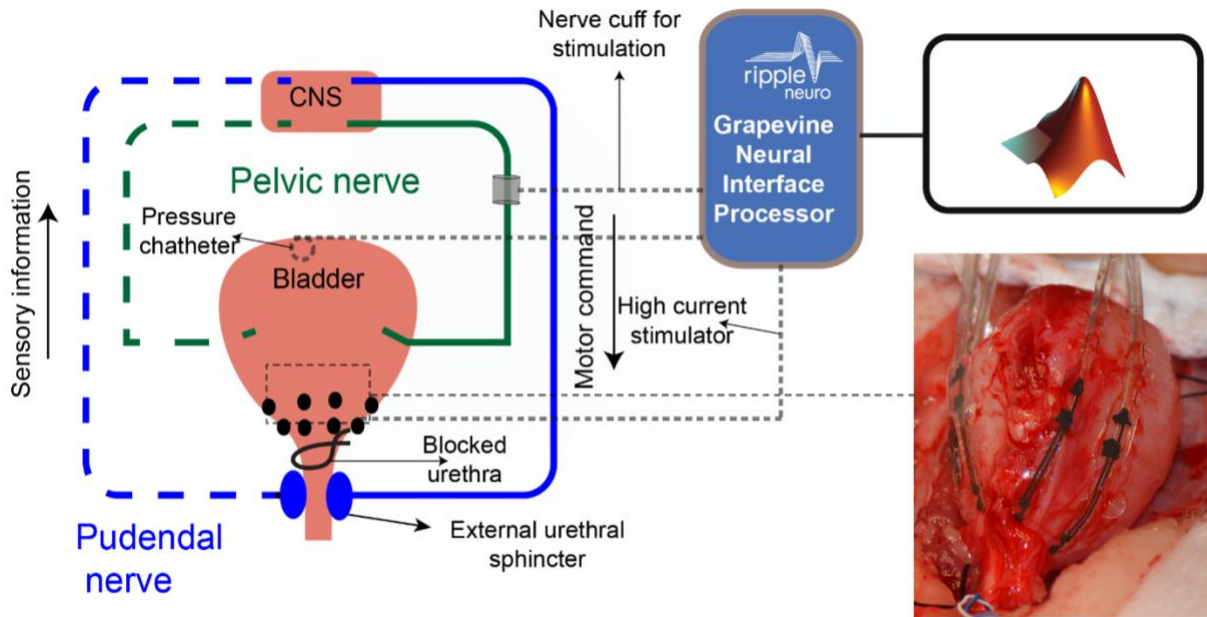 Nerve cuff for
stimulation
ripple
neuro
Grapevine
Neural
Interface
Processor
CNS
Pelvic nerve
Sensory information
Pressure
chatheter
Bladder
Motor command
High current
stimulator
Blocked
urethra
Pudendal
nerve
External urethral
sphincter